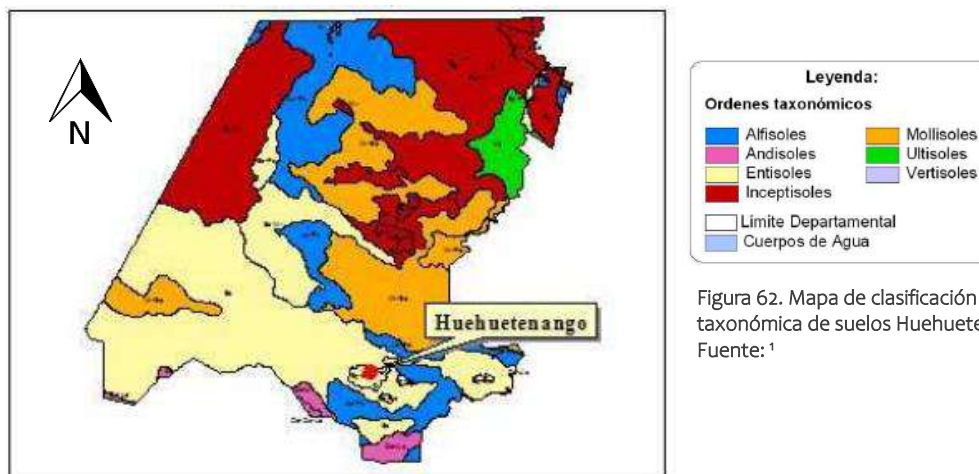 N
Huehuetenango
Leyenda:
Ordenes taxonómicos
Alfisoles
Andisoles
Entisoles
Inceptisoles
Mollisoles
Ultisoles
Vertisoles
Límite Departamental
Cuerpos de Agua
Figura 62. Mapa de clasificación
taxonómica de suelos Huehuete
Fuente: ¹